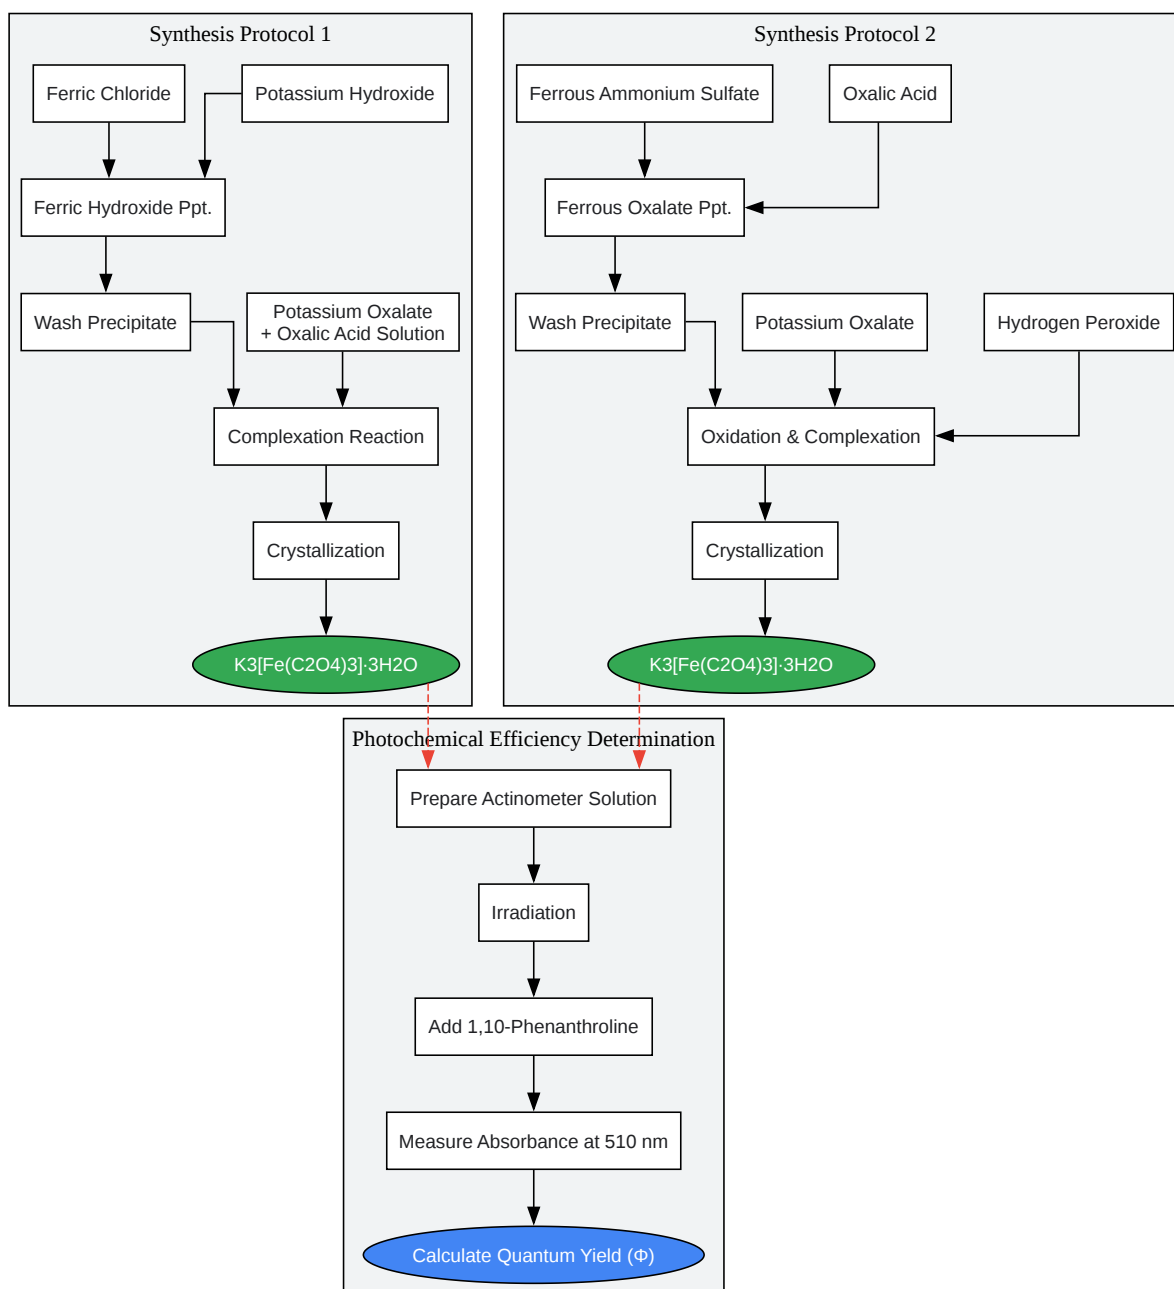 Synthesis Protocol 1
Ferric Chloride
Potassium Hydroxide
Ferric Hydroxide Ppt.
Wash Precipitate
Potassium Oxalate
+ Oxalic Acid Solution
Complexation Reaction
Crystallization
K3[Fe(C2O4)3]·3H2O
Synthesis Protocol 2
Ferrous Ammonium Sulfate
Oxalic Acid
Ferrous Oxalate Ppt.
Wash Precipitate
Potassium Oxalate
Hydrogen Peroxide
Oxidation & Complexation
Crystallization
K3[Fe(C2O4)3]·3H2O
Photochemical Efficiency Determination
Prepare Actinometer Solution
Irradiation
Add 1,10-Phenanthroline
Measure Absorbance at 510 nm
Calculate Quantum Yield (Φ)